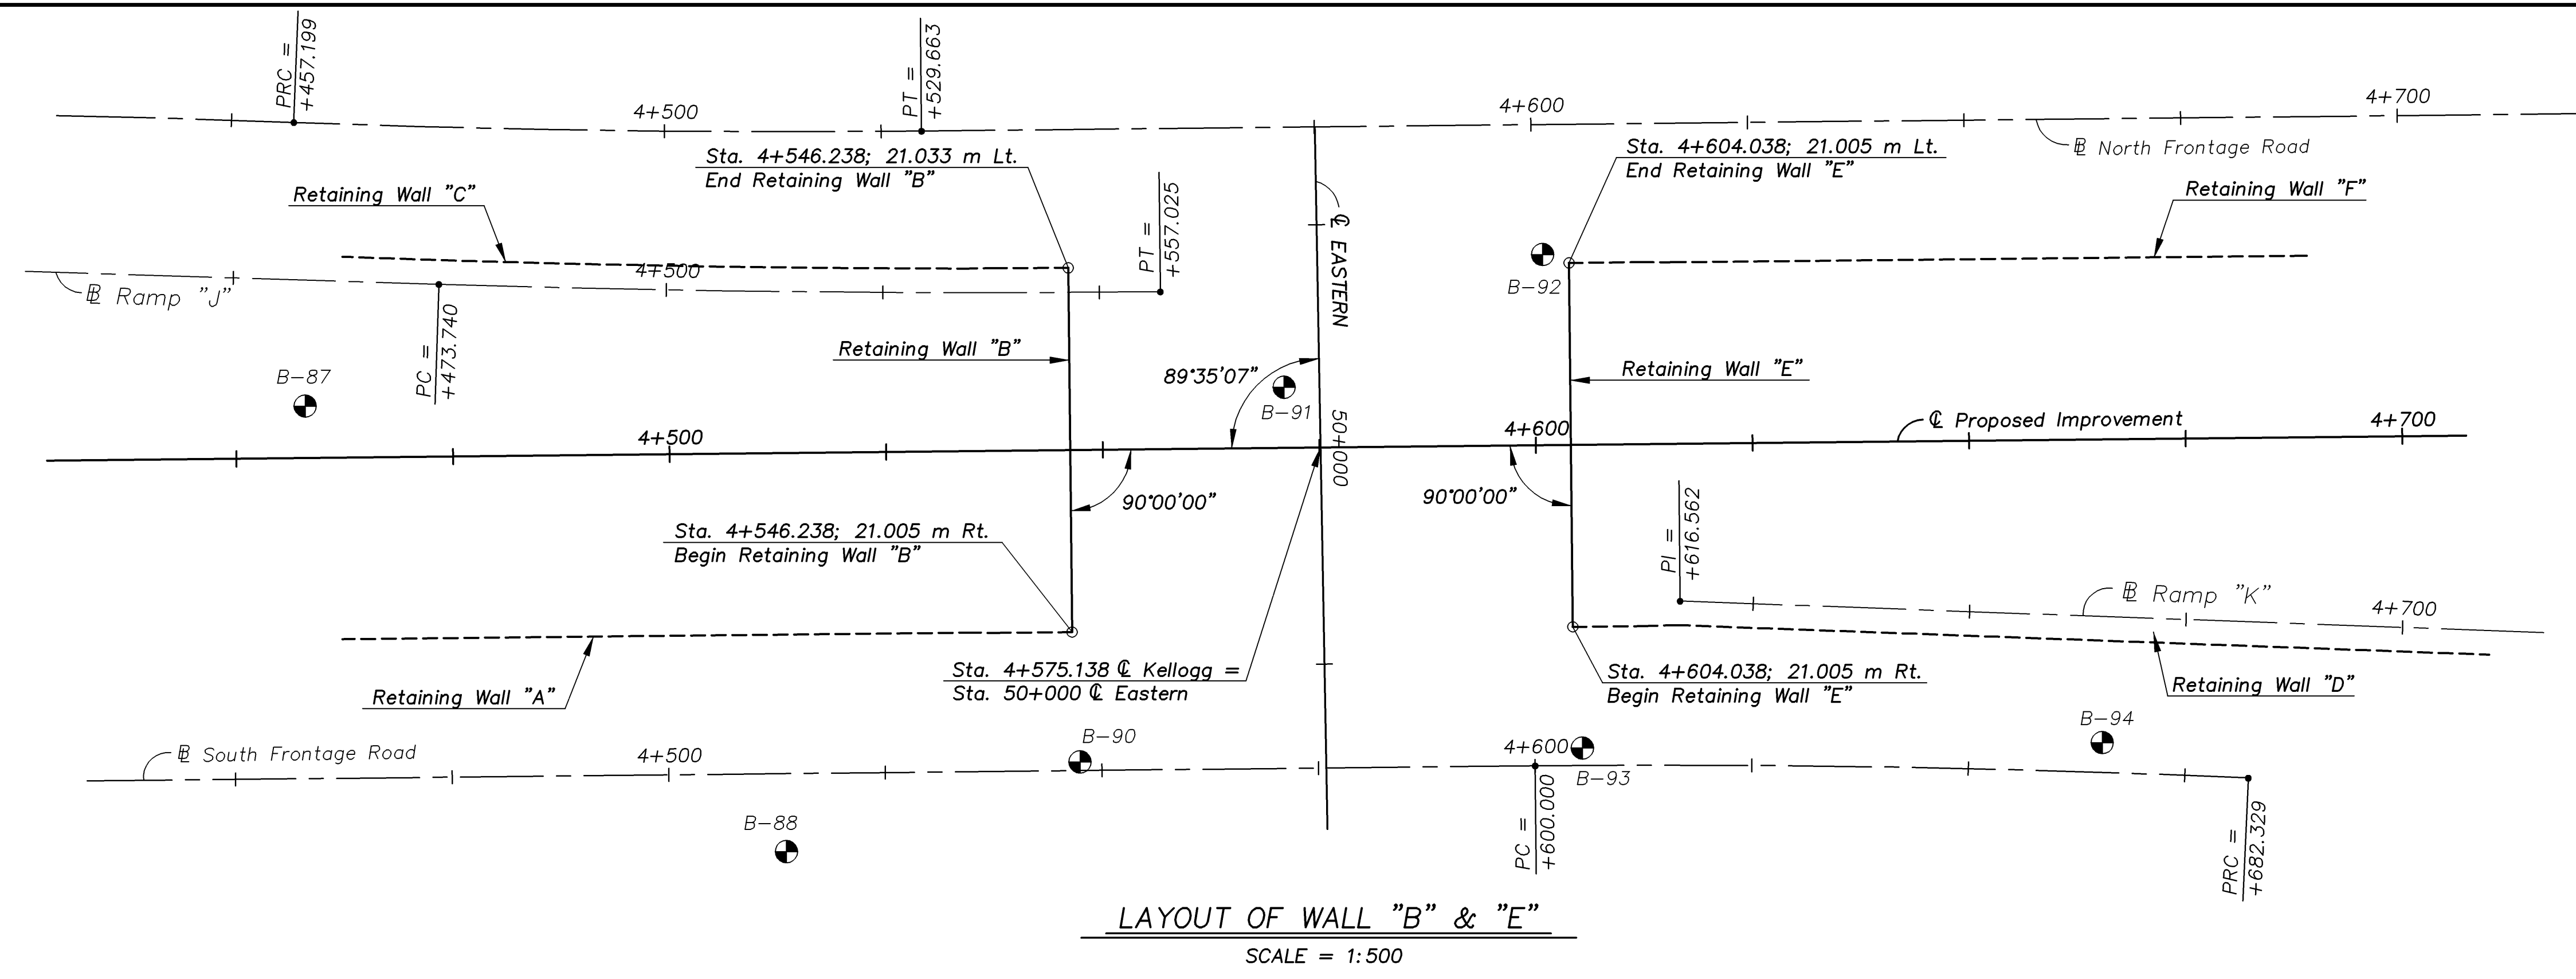 PRC =
+457.199
PT =
+529.663
4+500
4+600
4+700
℄ North Frontage Road
Sta. 4+546.238; 21.033 m Lt.
End Retaining Wall "B"
Sta. 4+604.038; 21.005 m Lt.
End Retaining Wall "E"
Retaining Wall "C"
Retaining Wall "F"
PT =
+557.025
℄ EASTERN
4+500
℄ Ramp "J"
B-92
PC =
+473.740
Retaining Wall "B"
Retaining Wall "E"
B-87
89°35'07"
B-91
50+000
4+500
4+600
℄ Proposed Improvement
4+700
90°00'00"
90°00'00"
PI =
+616.562
Sta. 4+546.238; 21.005 m Rt.
Begin Retaining Wall "B"
℄ Ramp "K"
4+700
Sta. 4+575.138 ℄ Kellogg =
Sta. 50+000 ℄ Eastern
Sta. 4+604.038; 21.005 m Rt.
Begin Retaining Wall "E"
Retaining Wall "A"
Retaining Wall "D"
B-94
B-90
℄ South Frontage Road
4+500
4+600
B-93
B-88
PC =
+600.000
PRC =
+682.329
LAYOUT OF WALL "B" & "E"
SCALE = 1:500